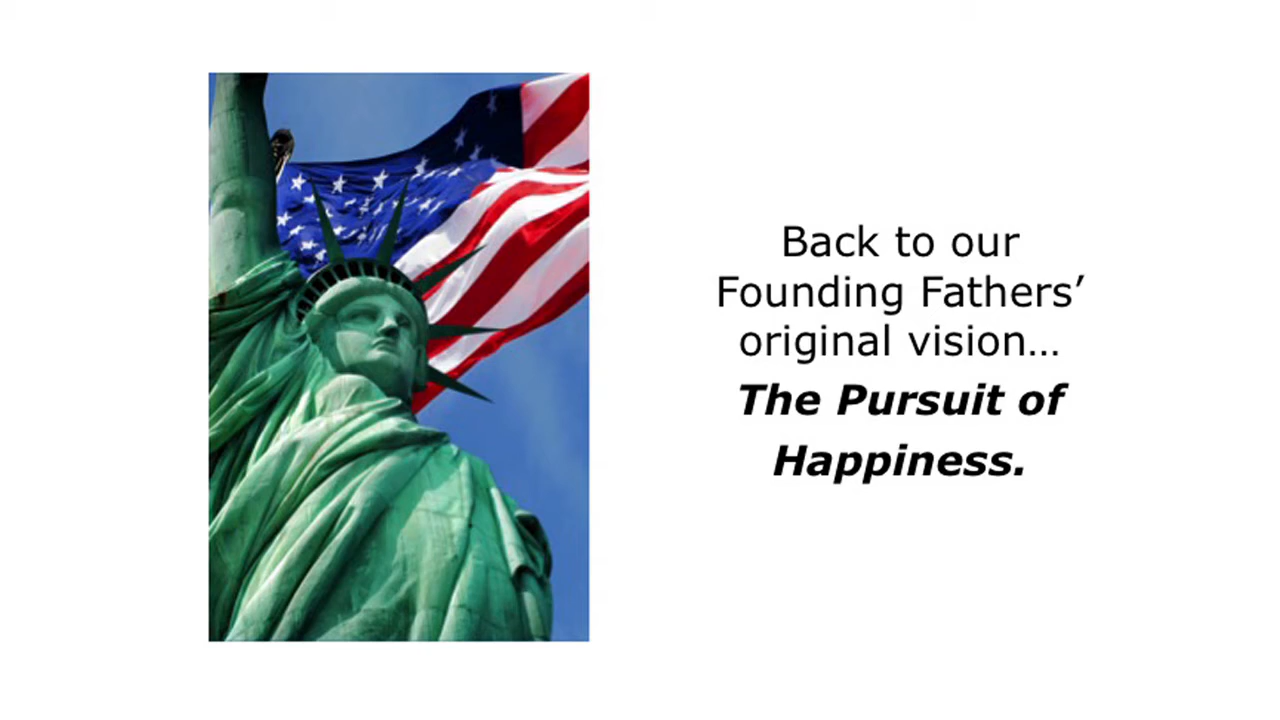 Back to our
Founding Fathers’
original vision…
The Pursuit of
Happiness.